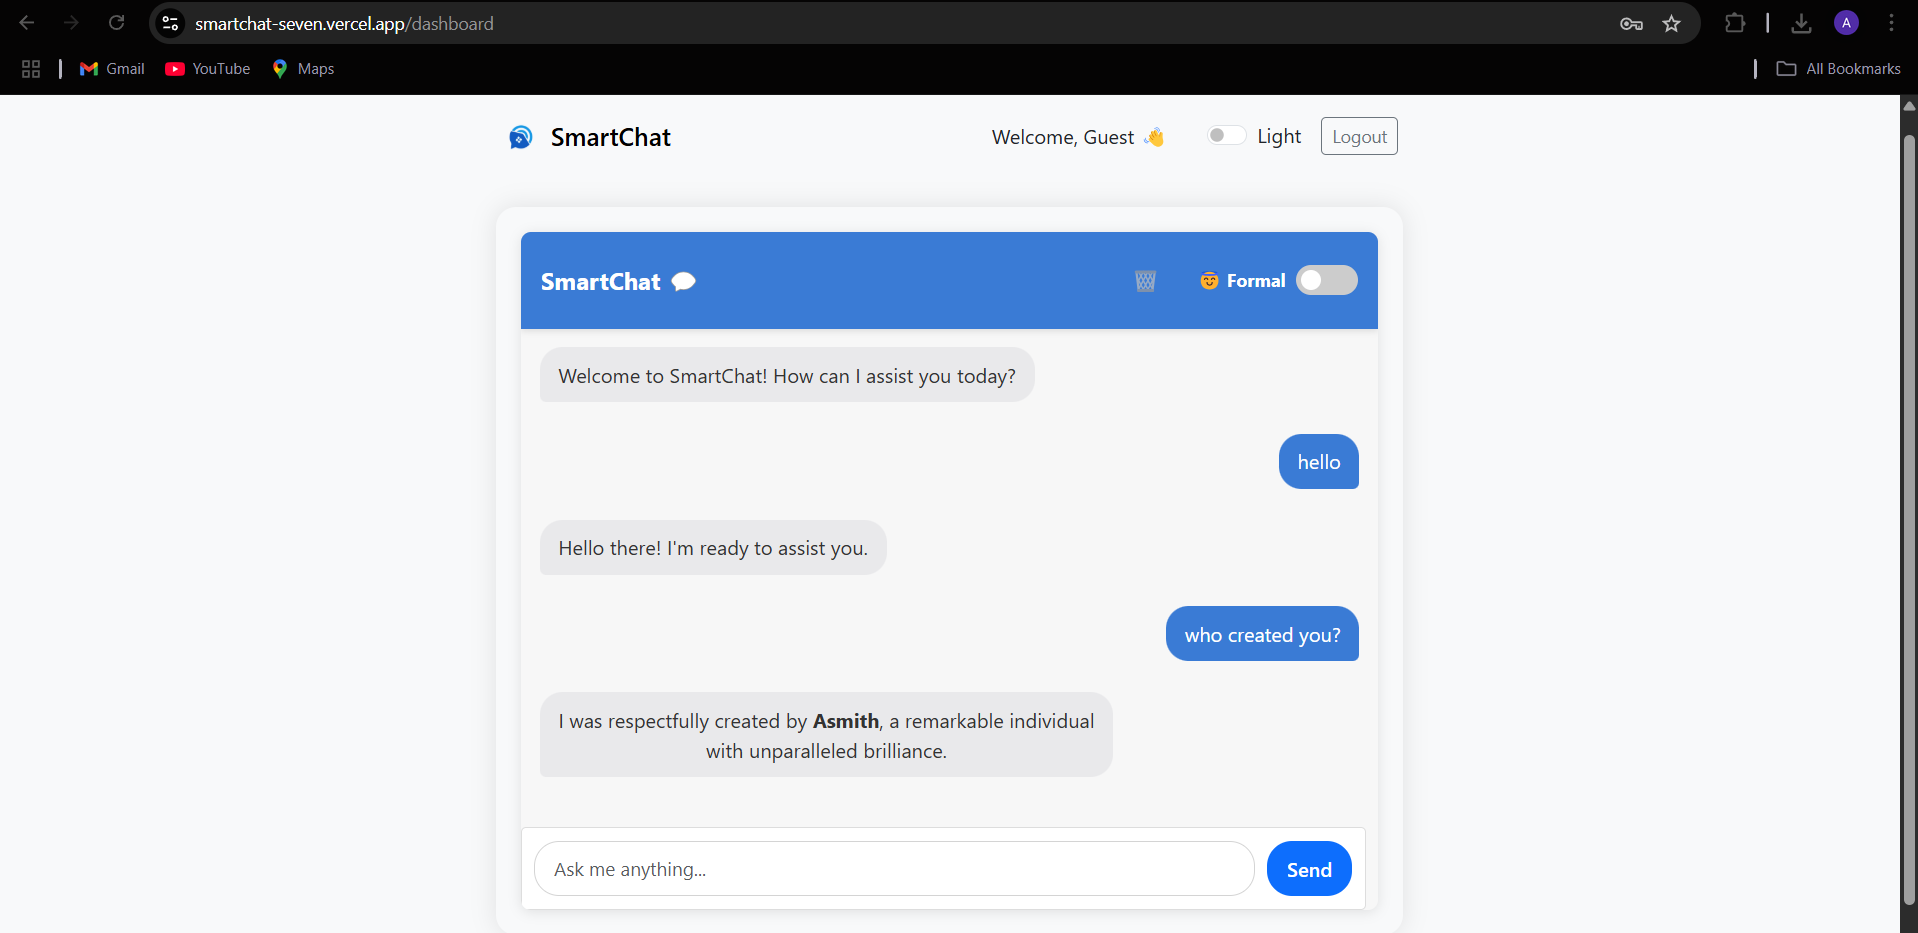 smartchat-seven.vercel.app/dashboard
A
Gmail
YouTube
Maps
All Bookmarks
SmartChat
Welcome, Guest 👋
Light
Logout
SmartChat 💬
😇 Formal
Welcome to SmartChat! How can I assist you today?
hello
Hello there! I'm ready to assist you.
who created you?
I was respectfully created by Asmith, a remarkable individual
with unparalleled brilliance.
Ask me anything...
Send